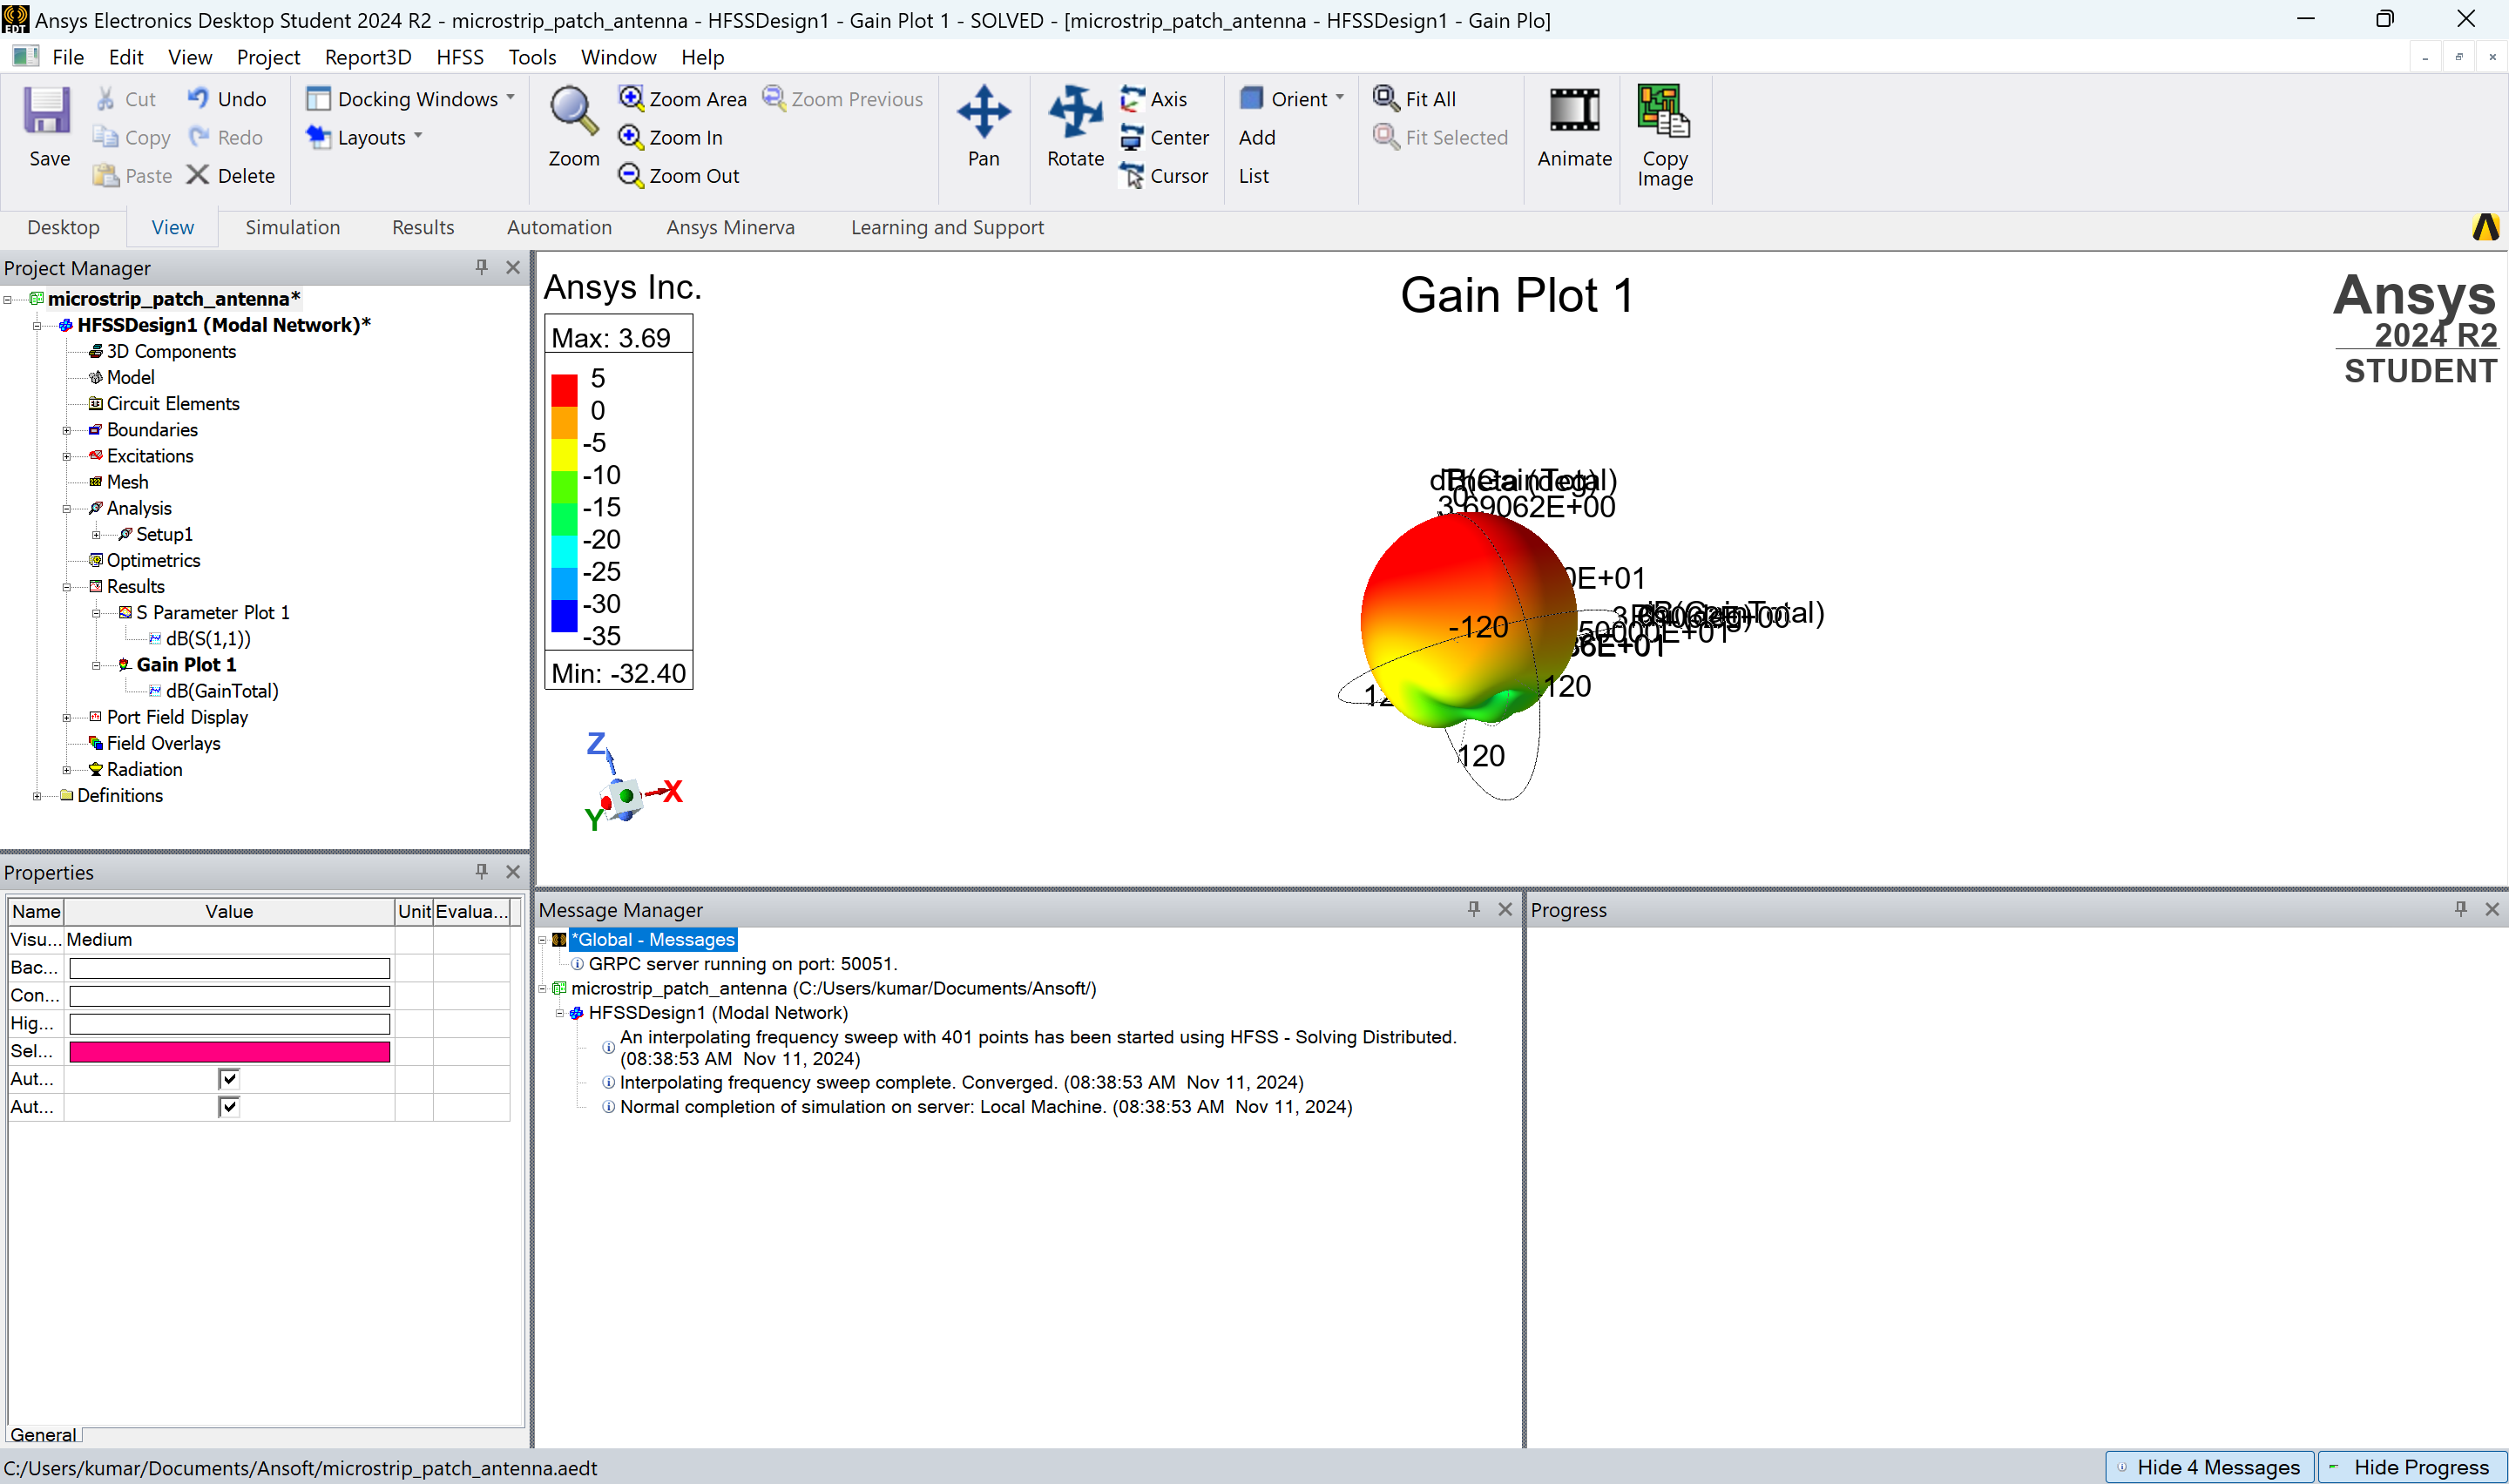 Ansys Electronics Desktop Student 2024 R2 - microstrip_patch_antenna - HFSSDesign1 - Gain Plot 1 - SOLVED - [microstrip_patch_antenna - HFSSDesign1 - Gain Plo]
File Edit View Project Report3D HFSS Tools Window Help
Save
Cut
Copy
Paste
Undo
Redo
Delete
Docking Windows
Layouts
Zoom
Zoom Area
Zoom In
Zoom Out
Zoom Previous
Pan
Rotate
Axis
Center
Cursor
Orient
Add
List
Fit All
Fit Selected
Animate
Copy
Image
Desktop View Simulation Results Automation Ansys Minerva Learning and Support
Project Manager
microstrip_patch_antenna*
HFSSDesign1 (Modal Network)*
3D Components
Model
Circuit Elements
Boundaries
Excitations
Mesh
Analysis
Setup1
Optimetrics
Results
S Parameter Plot 1
dB(S(1,1))
Gain Plot 1
dB(GainTotal)
Port Field Display
Field Overlays
Radiation
Definitions
Properties
Name Value Unit Evalua...
Visu... Medium
Bac...
Con...
Hig...
Sel...
Aut...
Aut...
General
Ansys Inc.
Max: 3.69
5
0
-5
-10
-15
-20
-25
-30
-35
Min: -32.40
Z
X
Y
Gain Plot 1
Ansys
2024 R2
STUDENT
3.69062E+00
0E+01
-120
120
120
Message Manager
*Global - Messages
GRPC server running on port: 50051.
microstrip_patch_antenna (C:/Users/kumar/Documents/Ansoft/)
HFSSDesign1 (Modal Network)
An interpolating frequency sweep with 401 points has been started using HFSS - Solving Distributed.
(08:38:53 AM Nov 11, 2024)
Interpolating frequency sweep complete. Converged. (08:38:53 AM Nov 11, 2024)
Normal completion of simulation on server: Local Machine. (08:38:53 AM Nov 11, 2024)
Progress
C:/Users/kumar/Documents/Ansoft/microstrip_patch_antenna.aedt
Hide 4 Messages
Hide Progress